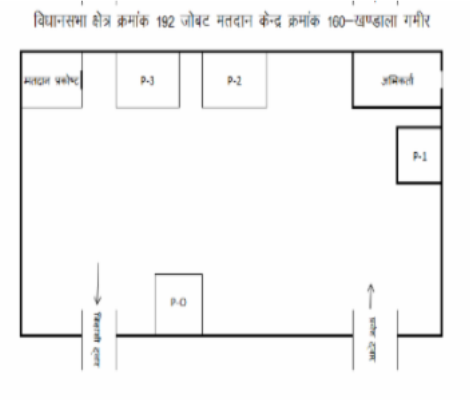 विधानसभा क्षेत्र क्रमांक 192 जोबट मतदान केन्द्र क्रमांक 160-खण्डाला गमीर
मतदान प्रकोष्ट
P-3
P-2
अभिकर्ता
P-1
P-O
द्वार
प्रवेश द्वार